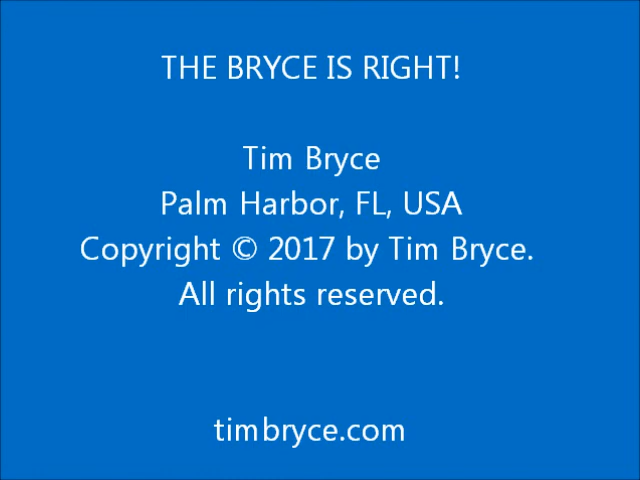 THE BRYCE IS RIGHT!
Tim Bryce
Palm Harbor, FL, USA
Copyright © 2017 by Tim Bryce.
All rights reserved.
timbryce.com